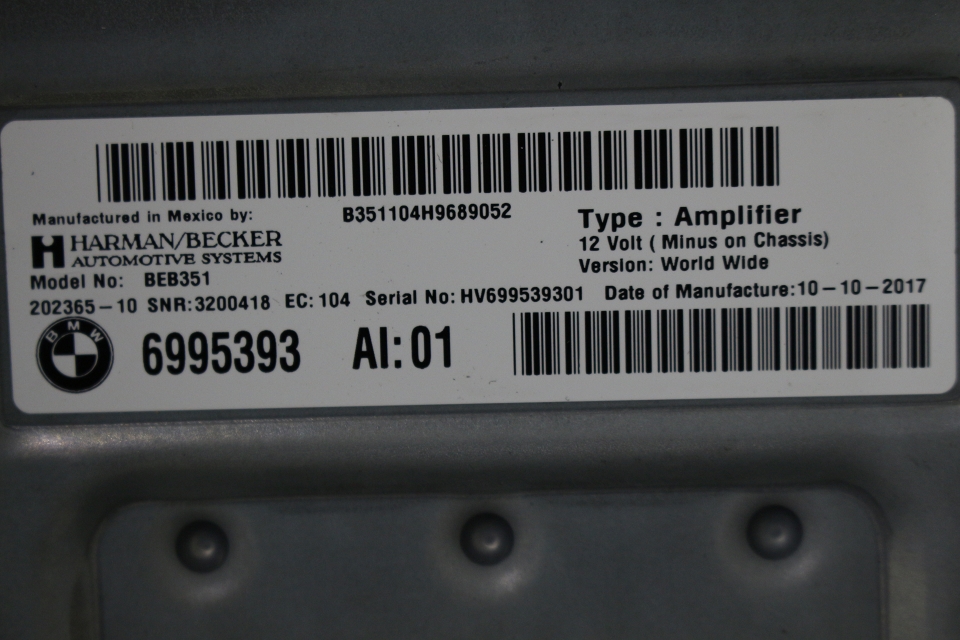 B351104H9689052
Manufactured in Mexico by:
HARMAN/BECKER
AUTOMOTIVE SYSTEMS
Type : Amplifier
12 Volt ( Minus on Chassis)
Version: World Wide
Model No: BEB351
202365-10 SNR:3200418 EC: 104 Serial No: HV699539301 Date of Manufacture:10-10-2017
BMW
6995393 AI: 01